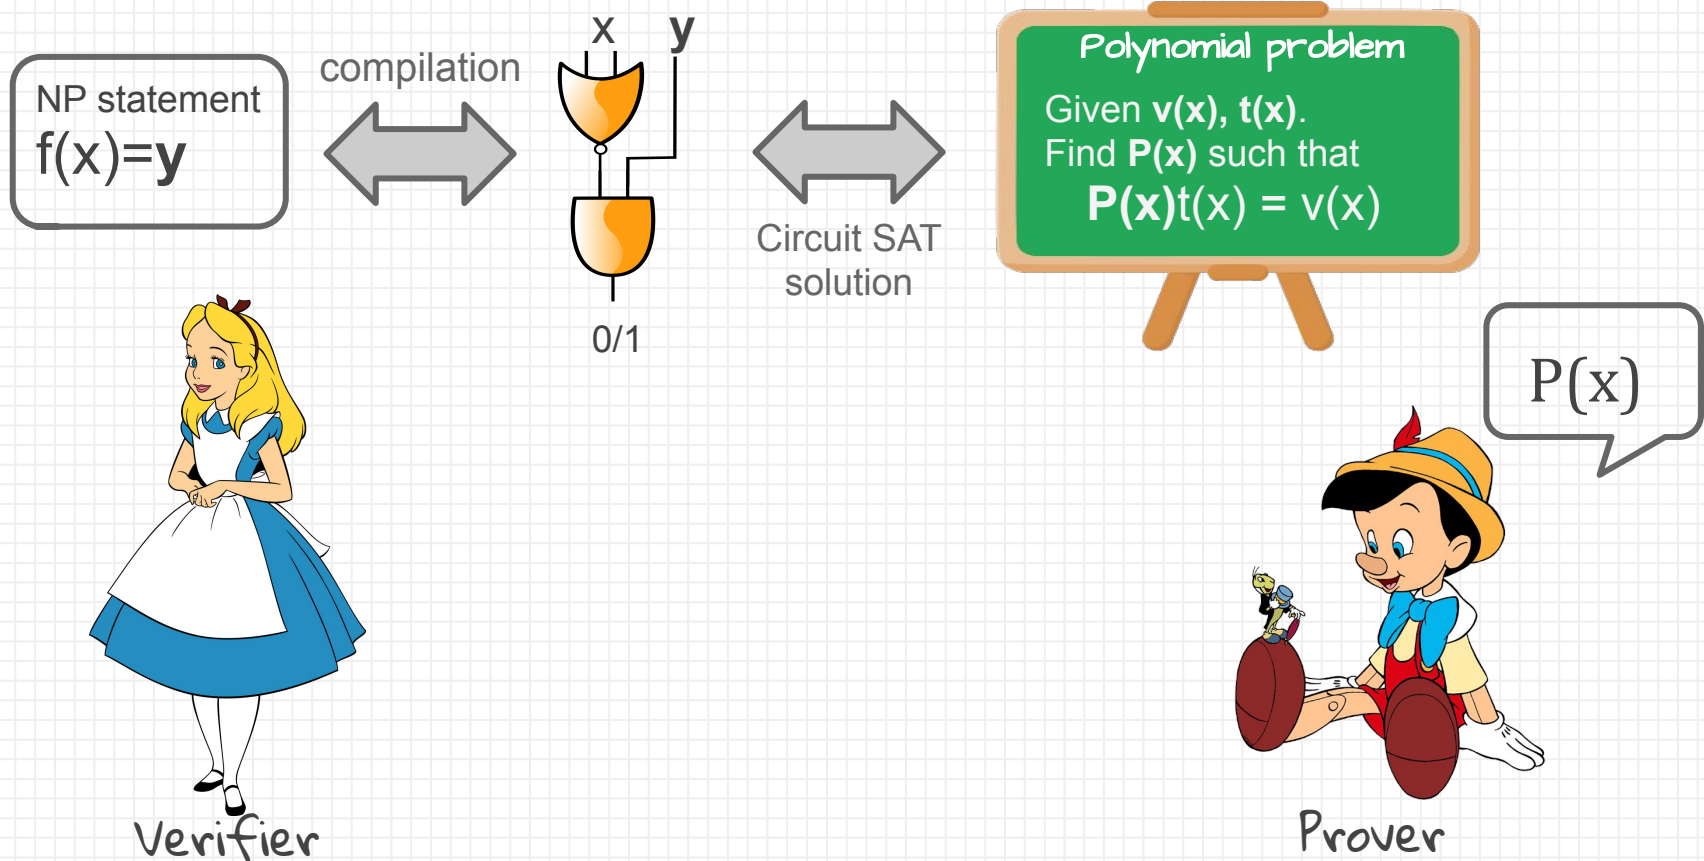 NP statement
f(x)=y
compilation
x y
0/1
Circuit SAT
solution
Polynomial problem
Given v(x), t(x).
Find P(x) such that
P(x)t(x) = v(x)
P(x)
Verifier
Prover